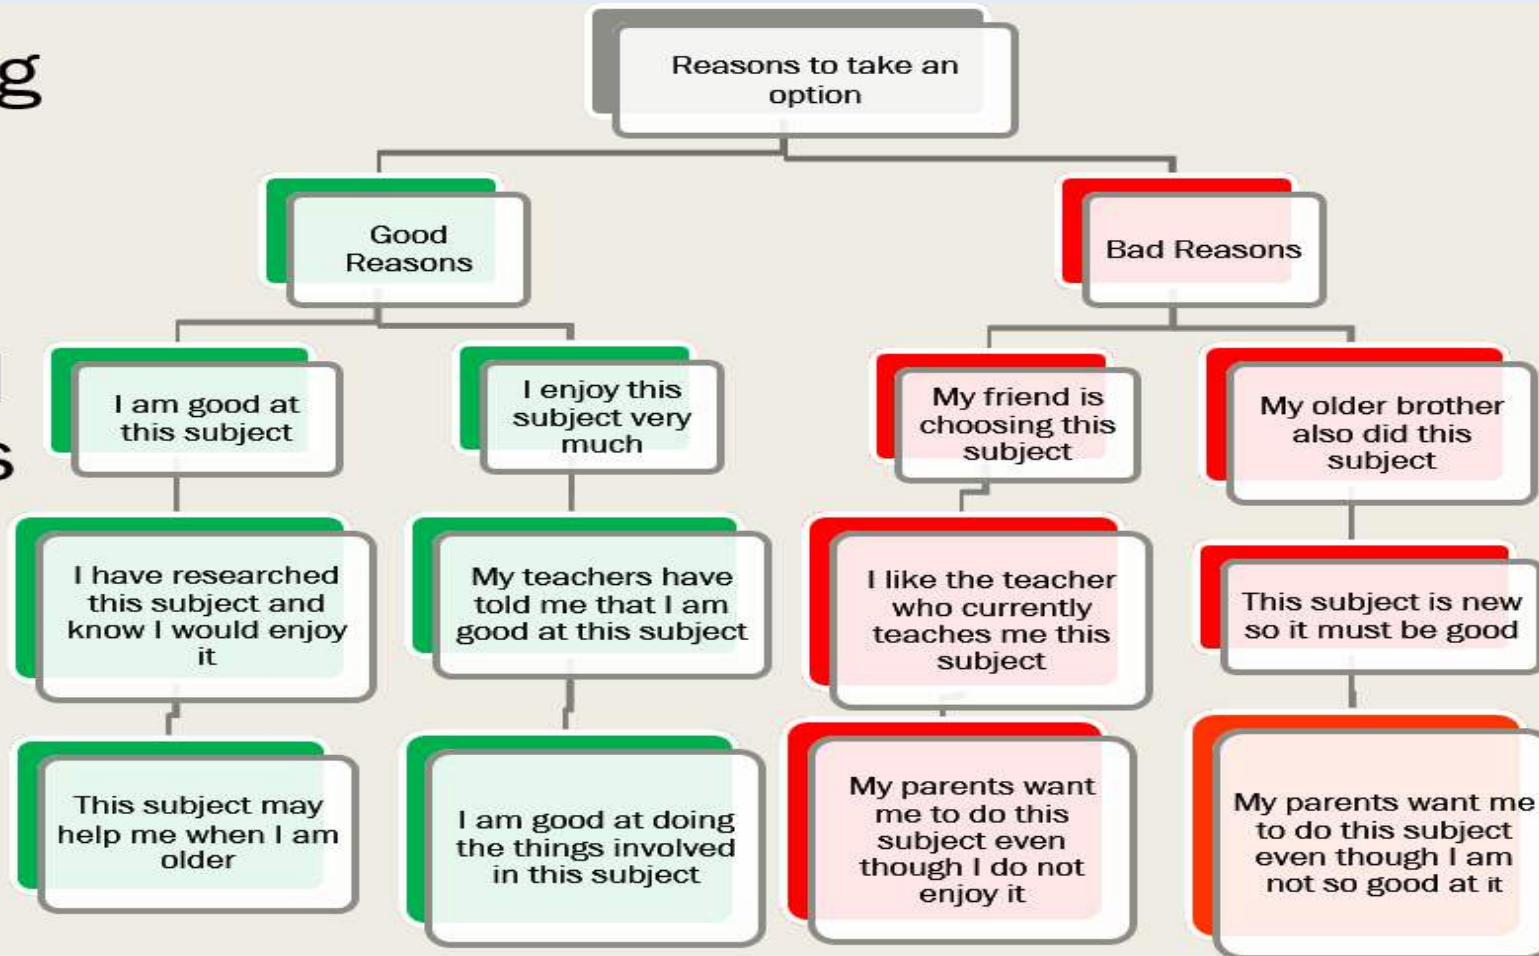 g
s
Reasons to take an
option
Good
Reasons
I am good at
this subject
I have researched
this subject and
know I would enjoy
it
This subject may
help me when I am
older
I enjoy this
subject very
much
My teachers have
told me that I am
good at this subject
I am good at doing
the things involved
in this subject
Bad Reasons
My friend is
choosing this
subject
I like the teacher
who currently
teaches me this
subject
My parents want
me to do this
subject even
though I do not
enjoy it
My older brother
also did this
subject
This subject is new
so it must be good
My parents want me
to do this subject
even though I am
not so good at it